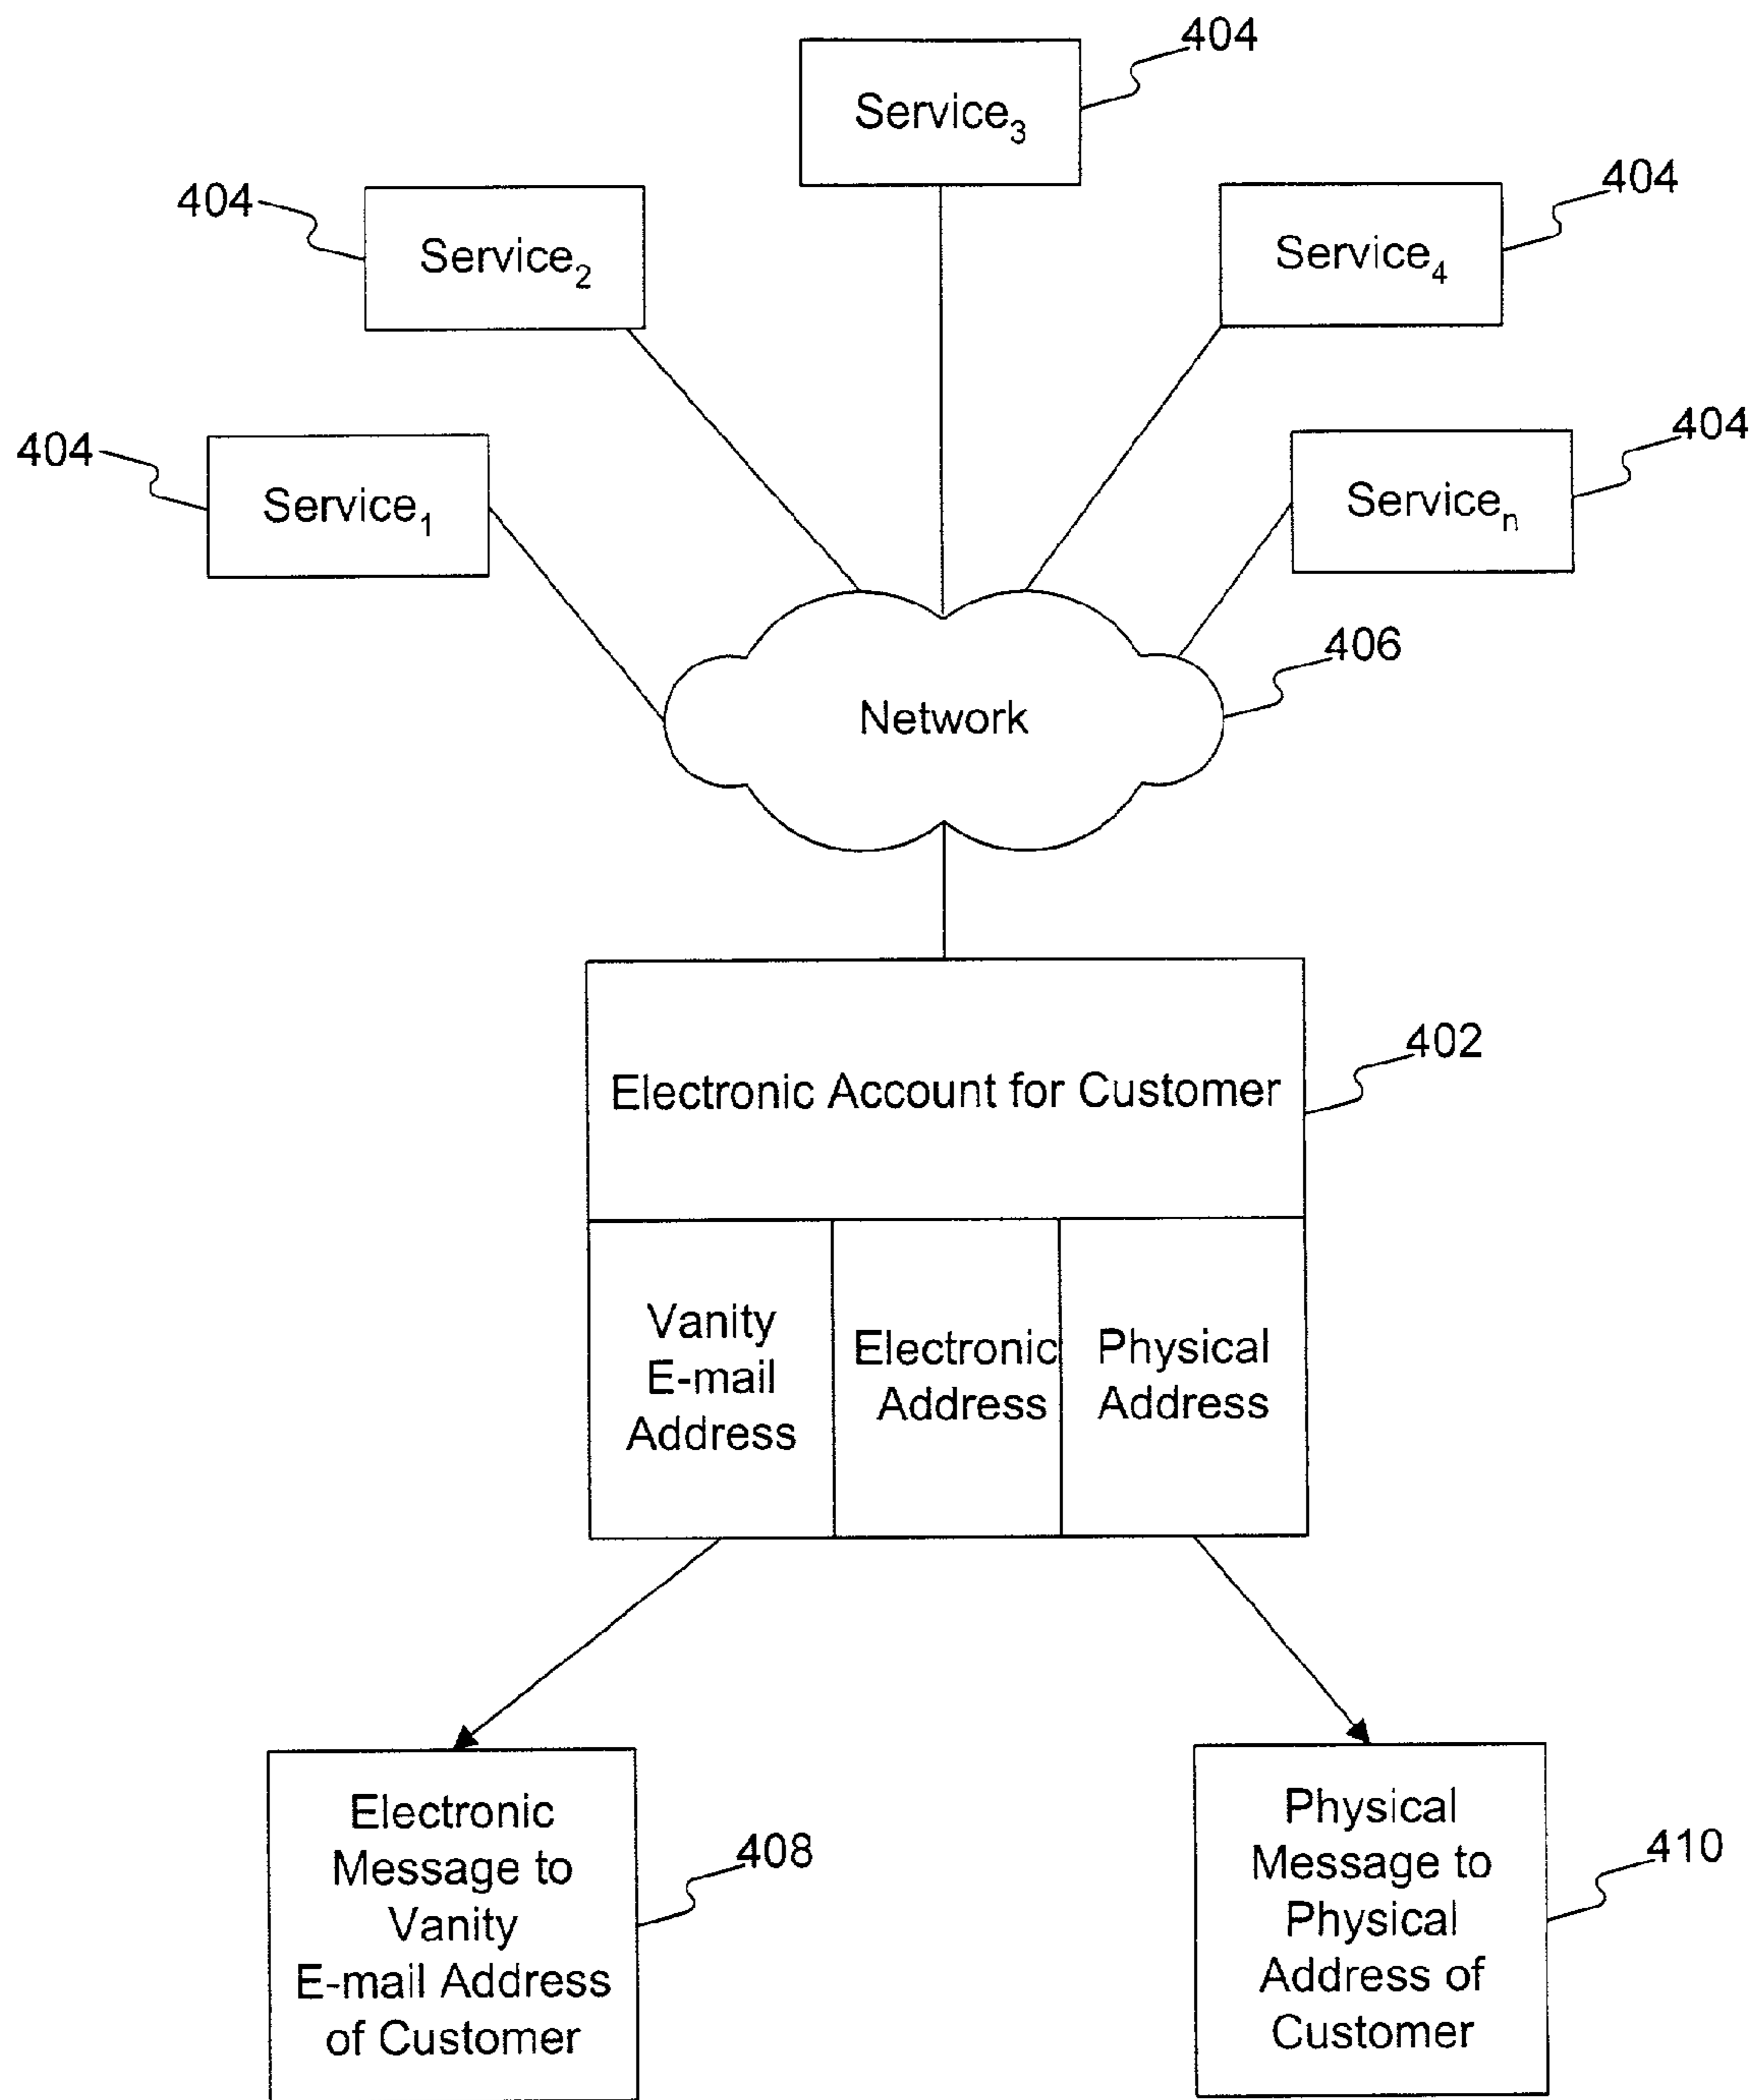 404
Service₃
404
Service₂
404
Service₄
404
Service₁
404
Serviceₙ
406
Network
402
Electronic Account for Customer
Vanity
E-mail
Address
Electronic
Address
Physical
Address
Electronic
Message to
Vanity
E-mail Address
of Customer
408
Physical
Message to
Physical
Address of
Customer
410